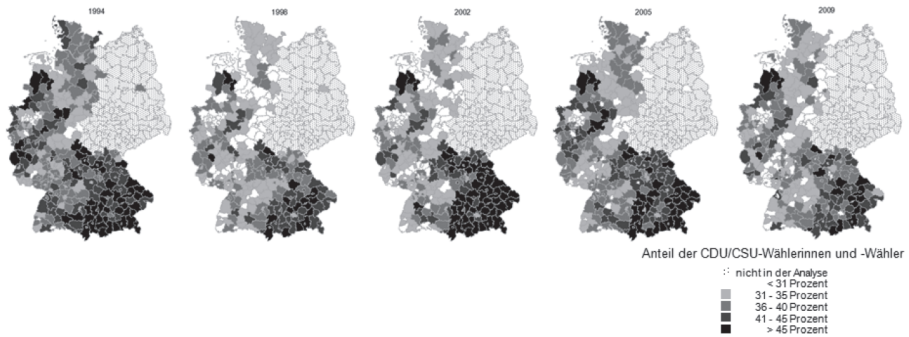 1994
1998
2002
2005
2009
Anteil der CDU/CSU-Wählerinnen und -Wähler
nicht in der Analyse
< 31 Prozent
31 - 35 Prozent
36 - 40 Prozent
41 - 45 Prozent
> 45 Prozent